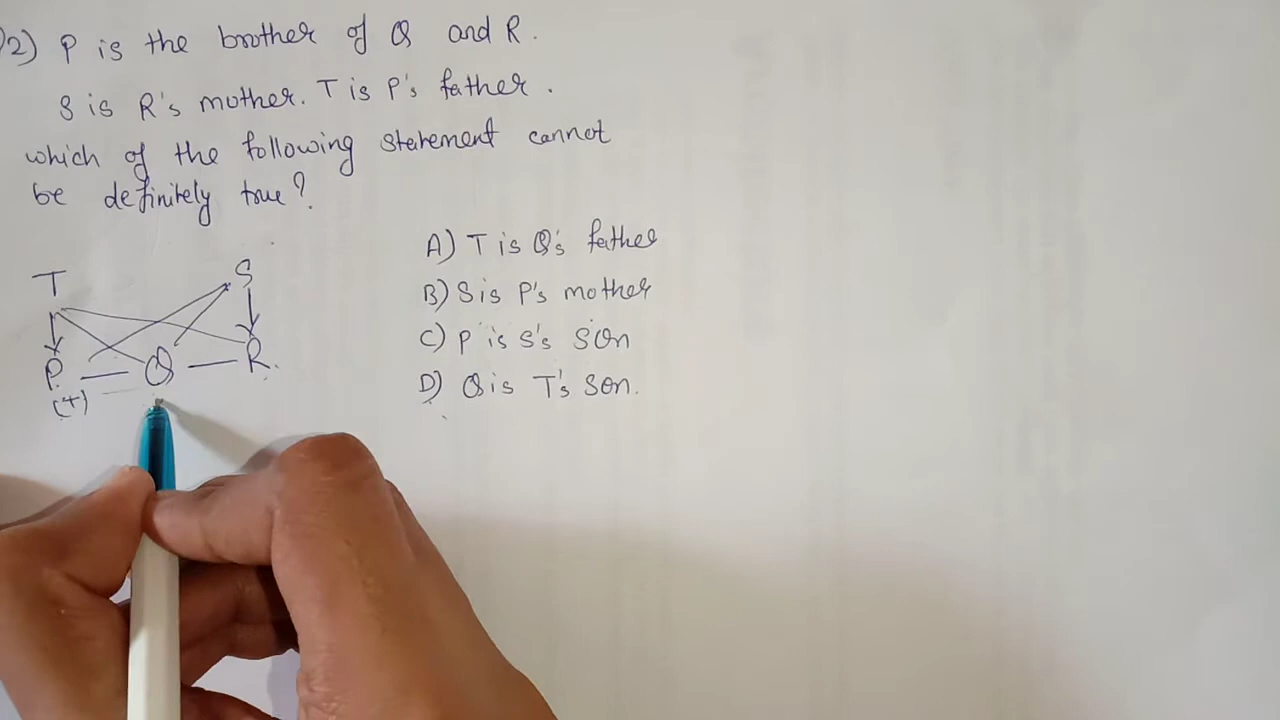 2) P is the brother of Q and R.
S is R's mother. T is P's father.
which of the following statement cannot
be definitely true?
A) T is Q's father
B) S is P's mother
C) P is S's son
D) Q is T's son.
T S
P Q R.
(+)